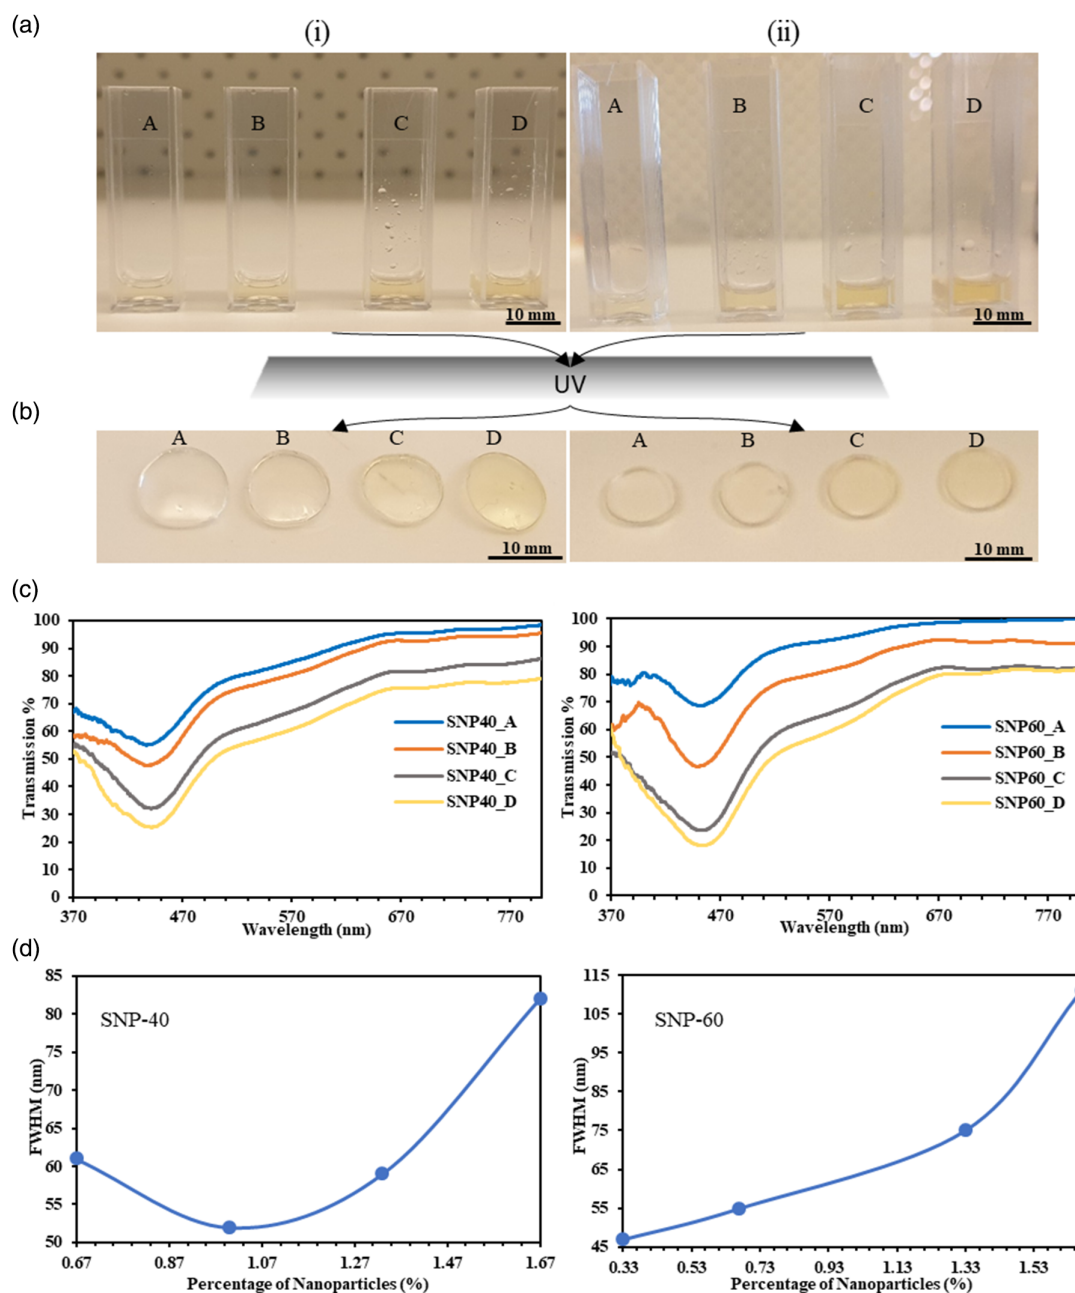 (a)
(i)
(ii)
A
B
C
D
10 mm
A
B
C
D
10 mm
UV
(b)
A
B
C
D
10 mm
A
B
C
D
10 mm
(c)
Transmission %
100
90
80
70
60
50
40
30
20
10
0
370
470
570
670
770
Wavelength (nm)
SNP40_A
SNP40_B
SNP40_C
SNP40_D
Transmission %
100
90
80
70
60
50
40
30
20
10
0
370
470
570
670
770
Wavelength (nm)
SNP60_A
SNP60_B
SNP60_C
SNP60_D
(d)
FWHM (nm)
85
80
75
70
65
60
55
50
0.67
0.87
1.07
1.27
1.47
1.67
Percentage of Nanoparticles (%)
SNP-40
FWHM (nm)
115
105
95
85
75
65
55
45
0.33
0.53
0.73
0.93
1.13
1.33
1.53
Percentage of Nanoparticles (%)
SNP-60